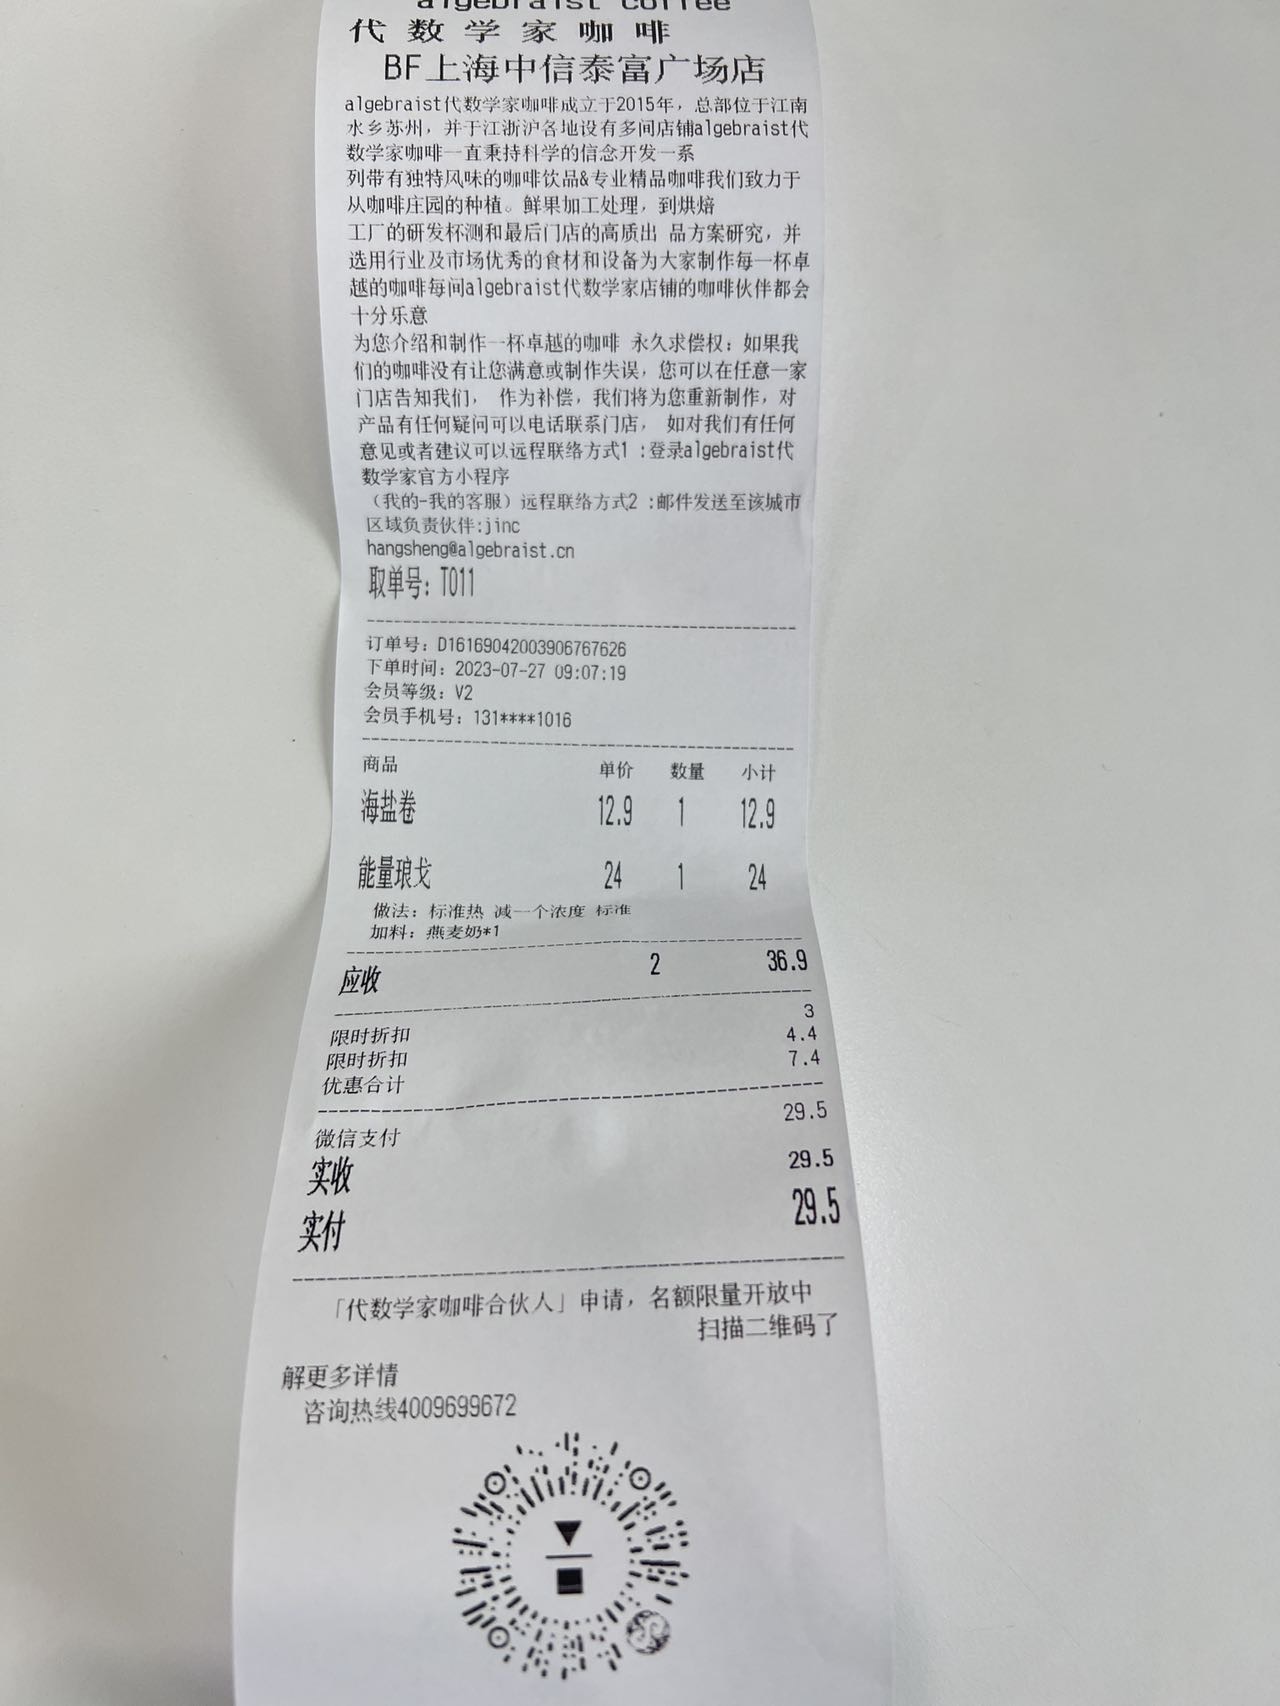 algebraist coffee
代数学家咖啡
BF上海中信泰富广场店
algebraist代数学家咖啡成立于2015年，总部位于江南
水乡苏州，并于江浙沪各地设有多间店铺algebraist代
数学家咖啡一直秉持科学的信念开发一系
列带有独特风味的咖啡饮品&专业精品咖啡我们致力于
从咖啡庄园的种植。鲜果加工处理，到烘焙
工厂的研发杯测和最后门店的高质出 品方案研究，并
选用行业及市场优秀的食材和设备为大家制作每一杯卓
越的咖啡每间algebraist代数学家店铺的咖啡伙伴都会
十分乐意
为您介绍和制作一杯卓越的咖啡 永久求偿权：如果我
们的咖啡没有让您满意或制作失误，您可以在任意一家
门店告知我们， 作为补偿，我们将为您重新制作，对
产品有任何疑问可以电话联系门店， 如对我们有任何
意见或者建议可以远程联络方式1 :登录algebraist代
数学家官方小程序
（我的-我的客服）远程联络方式2 :邮件发送至该城市
区域负责伙伴:jinc
hangsheng@algebraist.cn
取单号：T011
订单号：D16169042003906767626
下单时间：2023-07-27 09:07:19
会员等级：V2
会员手机号：131****1016
商品 单价 数量 小计
海盐卷 12.9 1 12.9
能量琅戈 24 1 24
做法：标准热 减一个浓度 标准
加料：燕麦奶*1
应收 2 36.9
限时折扣 3
限时折扣 4.4
优惠合计 7.4
微信支付 29.5
实收 29.5
实付 29.5
「代数学家咖啡合伙人」申请，名额限量开放中
扫描二维码了
解更多详情
咨询热线4009699672